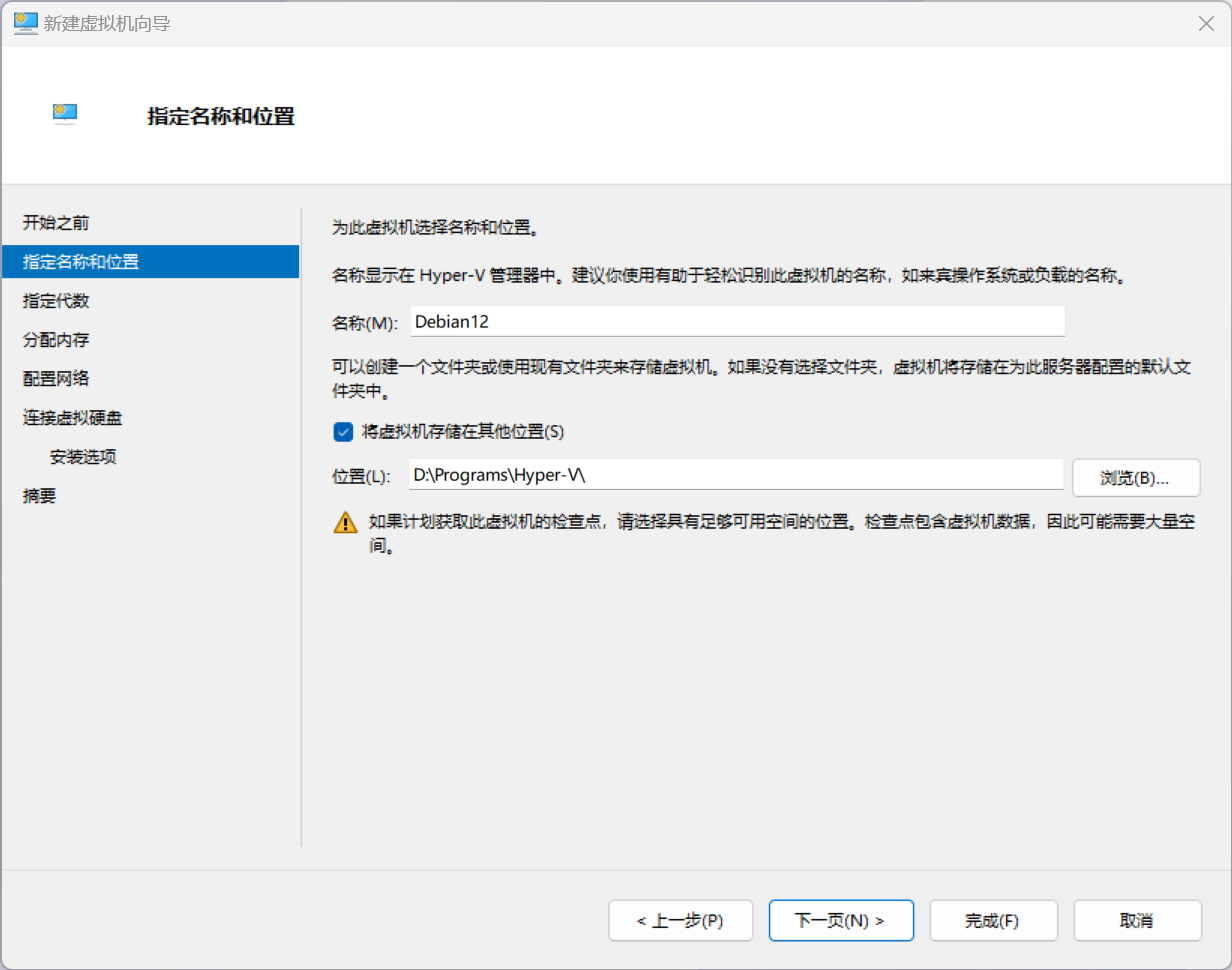 新建虚拟机向导
指定名称和位置
开始之前
指定名称和位置
指定代数
分配内存
配置网络
连接虚拟硬盘
安装选项
摘要
为此虚拟机选择名称和位置。
名称显示在 Hyper-V 管理器中。建议你使用有助于轻松识别此虚拟机的名称，如来宾操作系统或负载的名称。
名称(M): Debian12
可以创建一个文件夹或使用现有文件夹来存储虚拟机。如果没有选择文件夹，虚拟机将存储在为此服务器配置的默认文
件夹中。
将虚拟机存储在其他位置(S)
位置(L): D:\Programs\Hyper-V\ 浏览(B)...
如果计划获取此虚拟机的检查点，请选择具有足够可用空间的位置。检查点包含虚拟机数据，因此可能需要大量空
间。
< 上一步(P) 下一页(N) > 完成(F) 取消